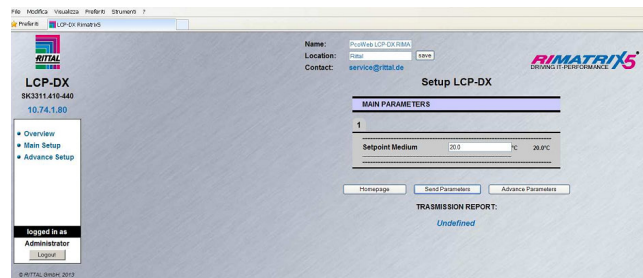 File Modifica Visualizza Preferiti Strumenti ?
Preferiti LCP-DX Rimatrix5
RITTAL
LCP-DX
SK3311.410-440
10.74.1.80
Overview
Main Setup
Advance Setup
logged in as
Administrator
Logout
© RITTAL GmbH, 2013
Name: PcoWeb LCP-DX RIMA
Location: Rittal save
Contact: service@rittal.de
RIMATRIX5
DRIVING IT-PERFORMANCE
Setup LCP-DX
MAIN PARAMETERS
1
Setpoint Medium 20.0 °C 20.0°C
Homepage Send Parameters Advance Parameters
TRASMISSION REPORT:
Undefined